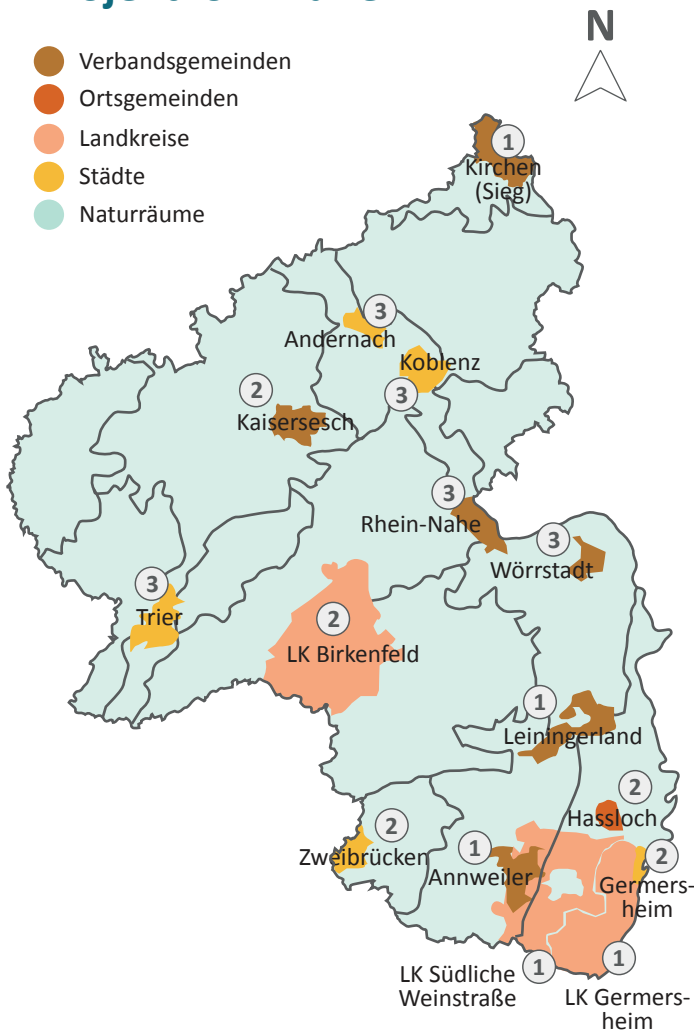 N
Verbandsgemeinden
Ortsgemeinden
Landkreise
Städte
Naturräume
1
Kirchen
(Sieg)
3
Andernach
Koblenz
3
2
Kaisersesch
3
Rhein-Nahe
3
Wörrstadt
3
Trier
2
LK Birkenfeld
1
Leiningerland
2
Hassloch
2
Zweibrücken
1
Annweiler
2
Germers-
heim
1
LK Südliche
Weinstraße
1
LK Germers-
heim